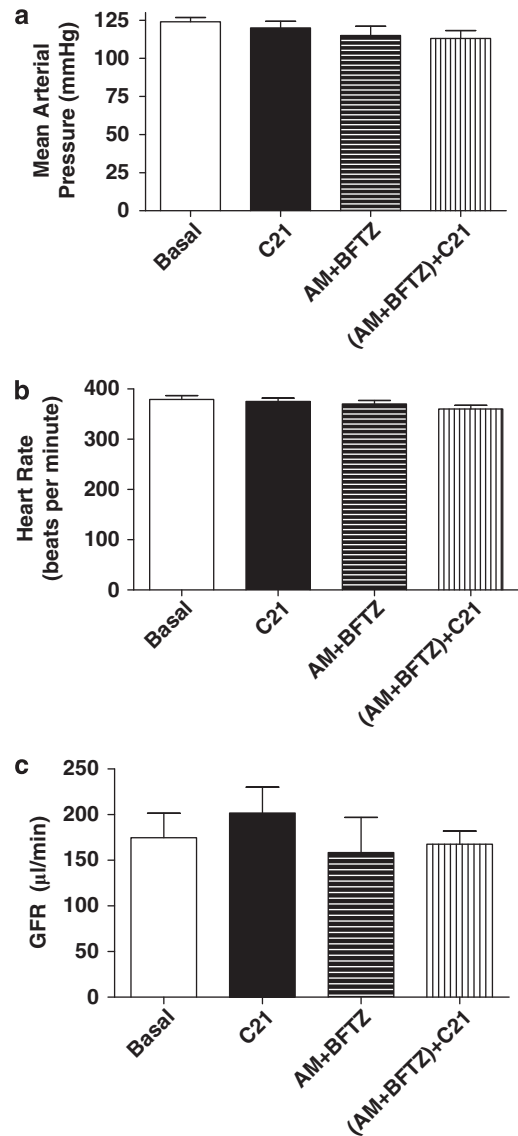 a
Mean Arterial
Pressure (mmHg)
125
100
75
50
25
0
Basal
C21
AM+BFTZ
(AM+BFTZ)+C21
b
Heart Rate
(beats per minute)
400
300
200
100
0
Basal
C21
AM+BFTZ
(AM+BFTZ)+C21
c
GFR (μl/min)
250
200
150
100
50
0
Basal
C21
AM+BFTZ
(AM+BFTZ)+C21